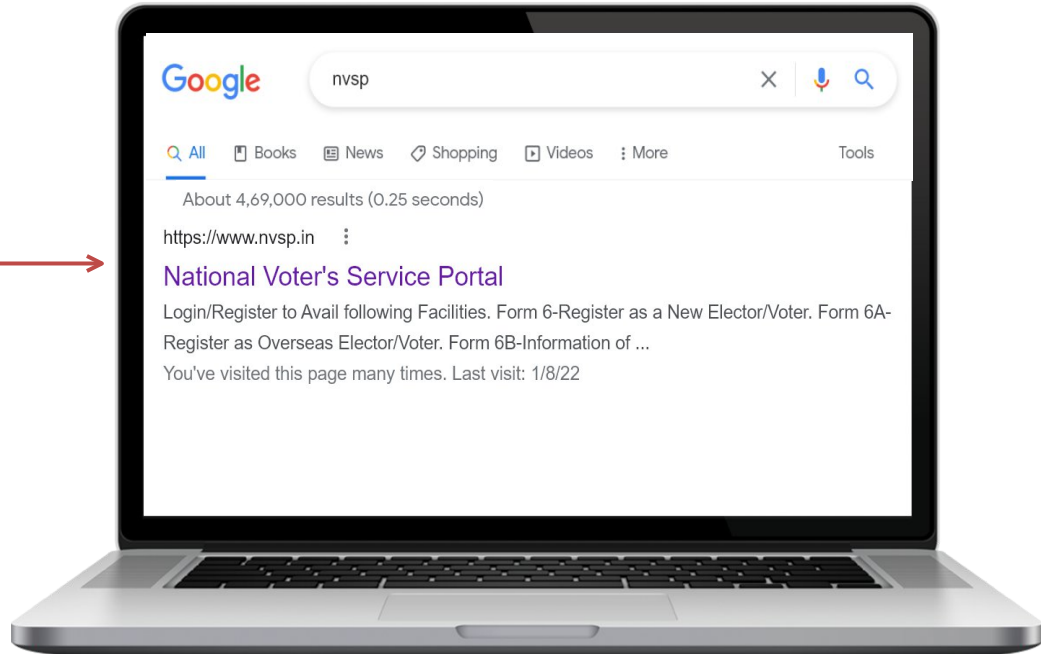 Google
nvsp
All Books News Shopping Videos More Tools
About 4,69,000 results (0.25 seconds)
https://www.nvsp.in
National Voter's Service Portal
Login/Register to Avail following Facilities. Form 6-Register as a New Elector/Voter. Form 6A-
Register as Overseas Elector/Voter. Form 6B-Information of ...
You've visited this page many times. Last visit: 1/8/22